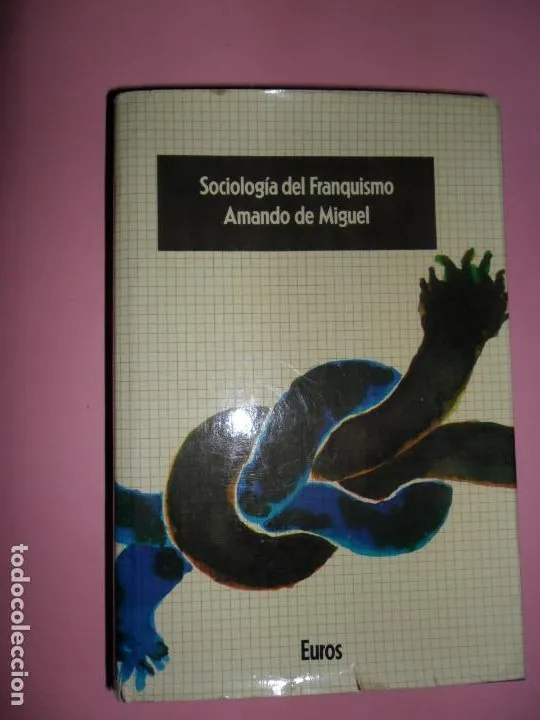 Sociología del Franquismo
Amando de Miguel
Euros
todocoleccion